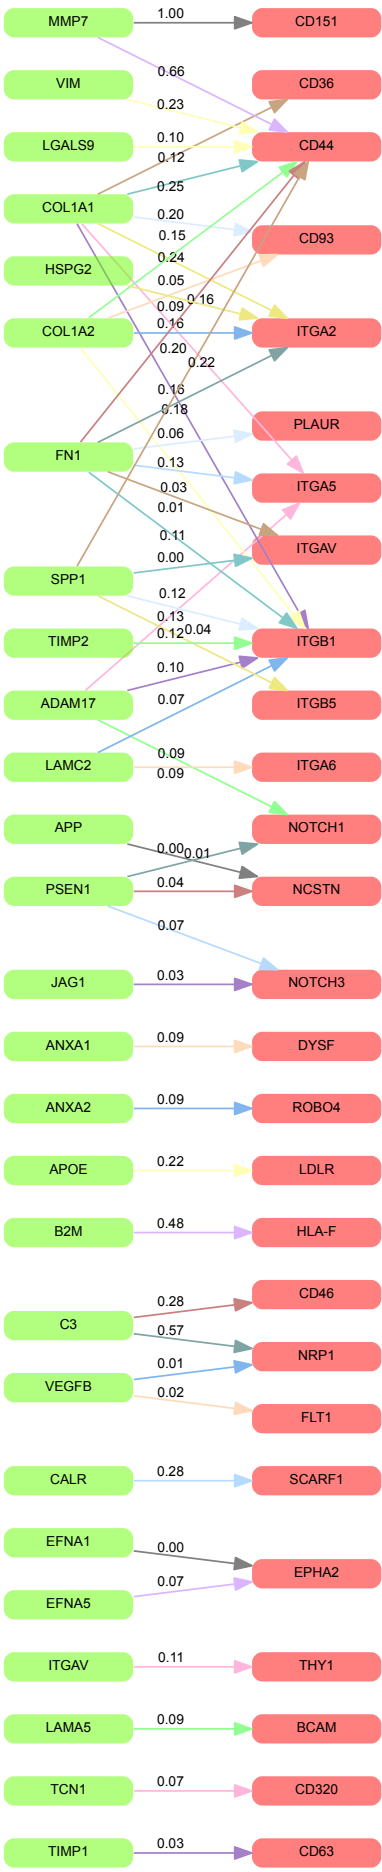 MMP7 1.00 CD151
0.66
VIM CD36
0.23
LGALS9 0.10 CD44
0.12
0.25
COL1A1
0.20
CD93
0.15
0.24
HSPG2
0.05
0.16
0.09
COL1A2 0.16 ITGA2
0.20
0.22
0.16
0.18
PLAUR
0.06
FN1
0.13
ITGA5
0.03
0.01
0.11
ITGAV
0.00
SPP1
0.12
0.13
0.04
0.12
TIMP2 ITGB1
0.10
0.07
ADAM17 ITGB5
0.09
LAMC2 ITGA6
0.09
APP NOTCH1
0.00
0.01
PSEN1 0.04 NCSTN
0.07
JAG1 0.03 NOTCH3
ANXA1 0.09 DYSF
ANXA2 0.09 ROBO4
APOE 0.22 LDLR
B2M 0.48 HLA-F
0.28 CD46
C3
0.57
NRP1
0.01
VEGFB
0.02
FLT1
CALR 0.28 SCARF1
EFNA1
0.00
EPHA2
0.07
EFNA5
ITGAV 0.11 THY1
LAMA5 0.09 BCAM
TCN1 0.07 CD320
TIMP1 0.03 CD63